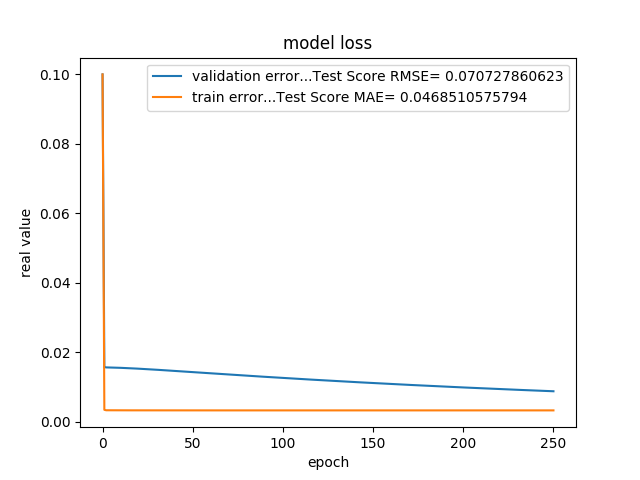 model loss
validation error...Test Score RMSE= 0.070727860623
train error...Test Score MAE= 0.0468510575794
real value
0.10
0.08
0.06
0.04
0.02
0.00
0 50 100 150 200 250
epoch